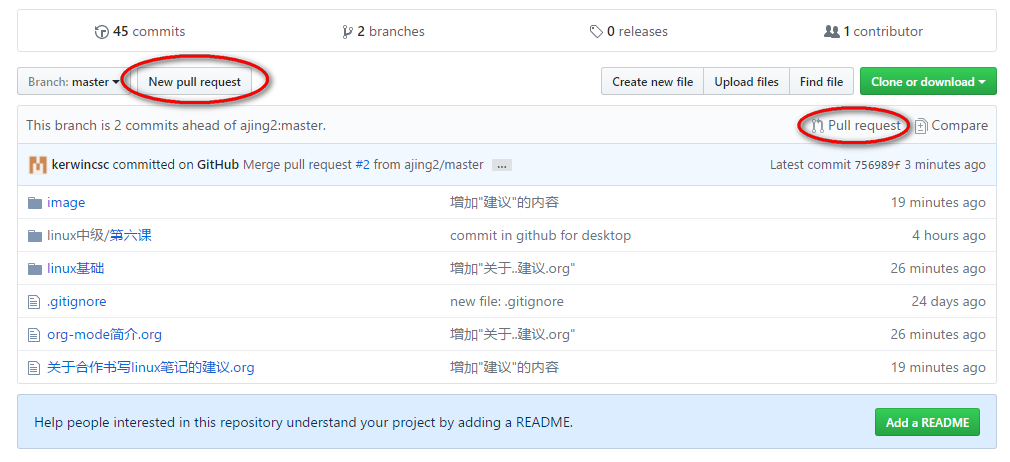 45 commits 2 branches 0 releases 1 contributor
Branch: master New pull request Create new file Upload files Find file Clone or download
This branch is 2 commits ahead of ajing2:master. Pull request Compare
kerwincsc committed on GitHub Merge pull request #2 from ajing2/master ... Latest commit 756989f 3 minutes ago
image 增加"建议"的内容 19 minutes ago
linux中级/第六课 commit in github for desktop 4 hours ago
linux基础 增加"关于..建议.org" 26 minutes ago
.gitignore new file: .gitignore 24 days ago
org-mode简介.org 增加"关于..建议.org" 26 minutes ago
关于合作书写linux笔记的建议.org 增加"建议"的内容 19 minutes ago
Help people interested in this repository understand your project by adding a README. Add a README